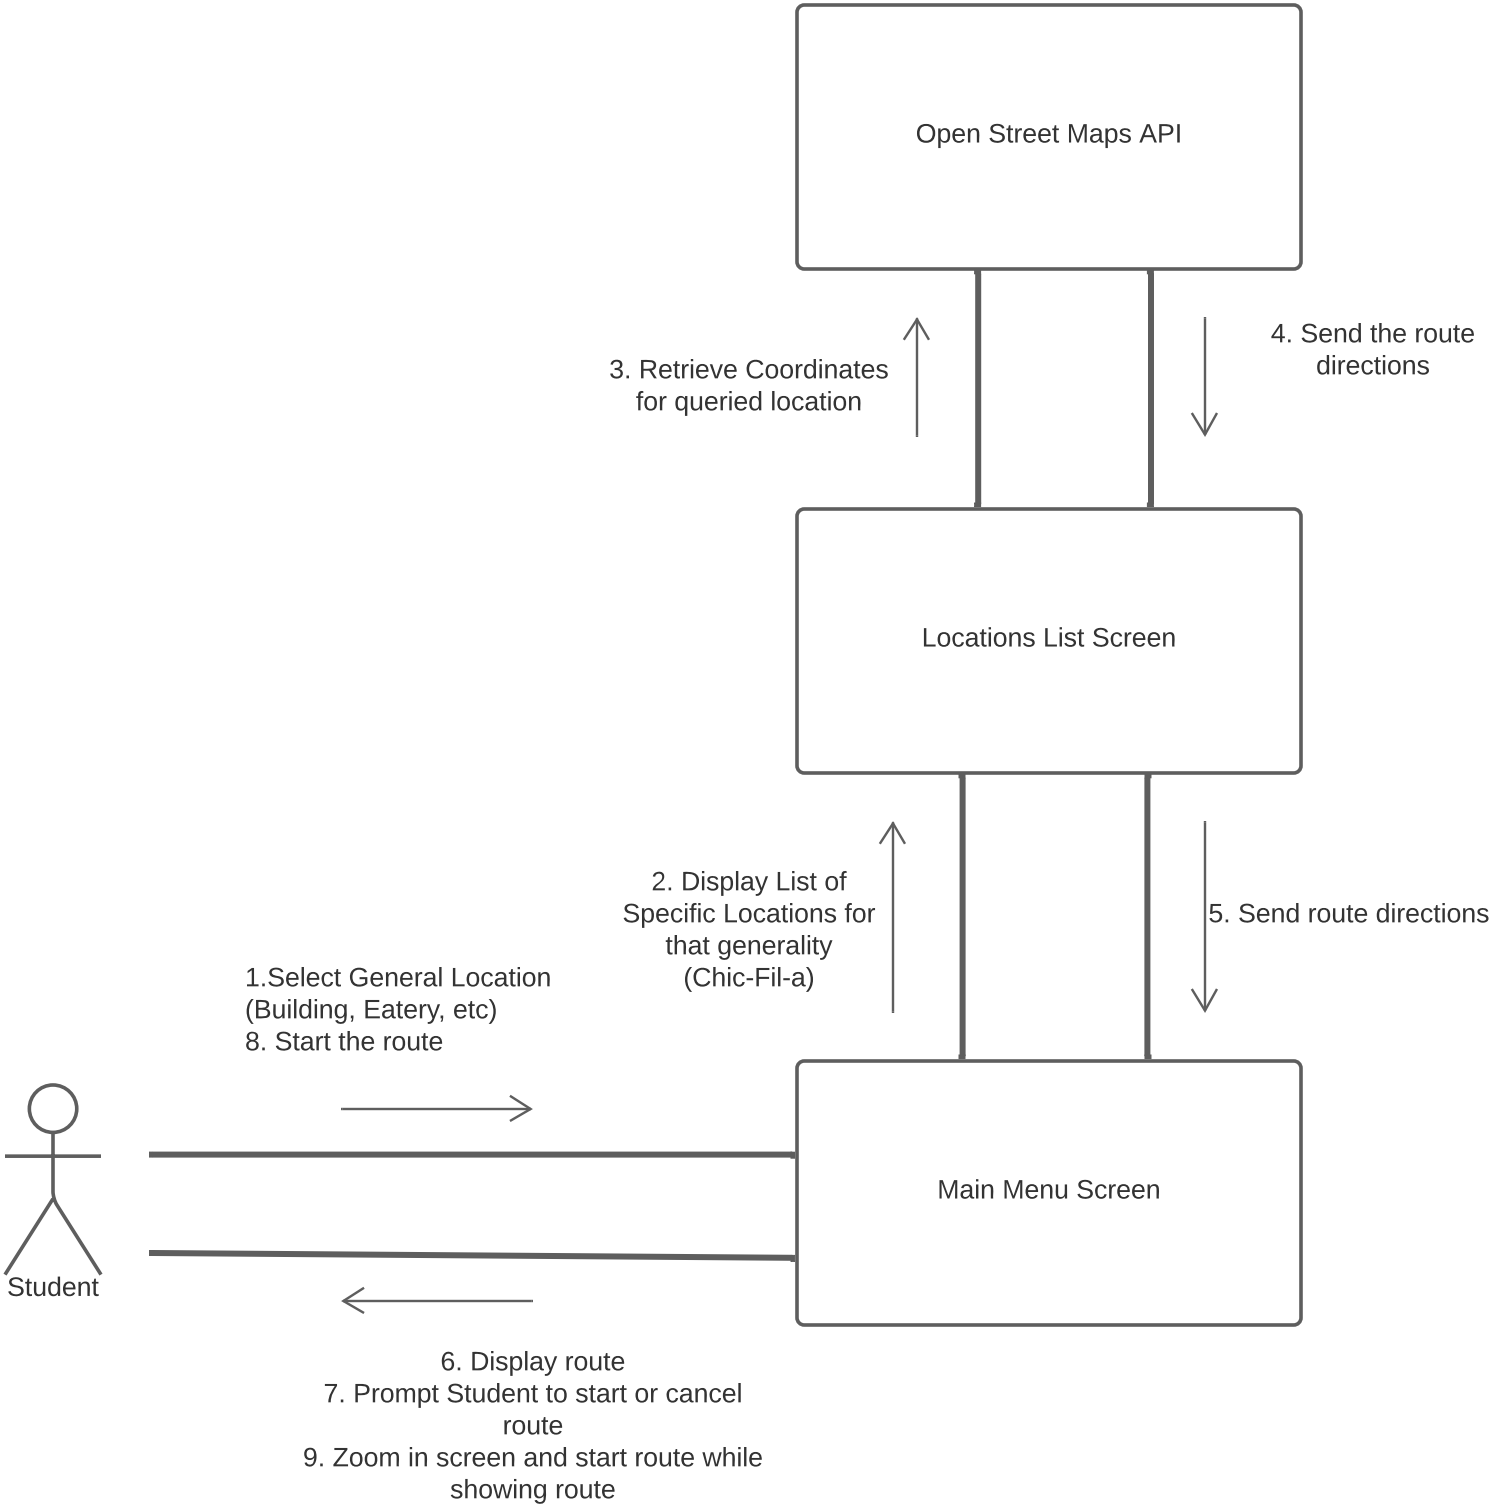 Open Street Maps API
3. Retrieve Coordinates
for queried location
4. Send the route
directions
Locations List Screen
2. Display List of
Specific Locations for
that generality
(Chic-Fil-a)
5. Send route directions
1.Select General Location
(Building, Eatery, etc)
8. Start the route
Main Menu Screen
Student
6. Display route
7. Prompt Student to start or cancel
route
9. Zoom in screen and start route while
showing route